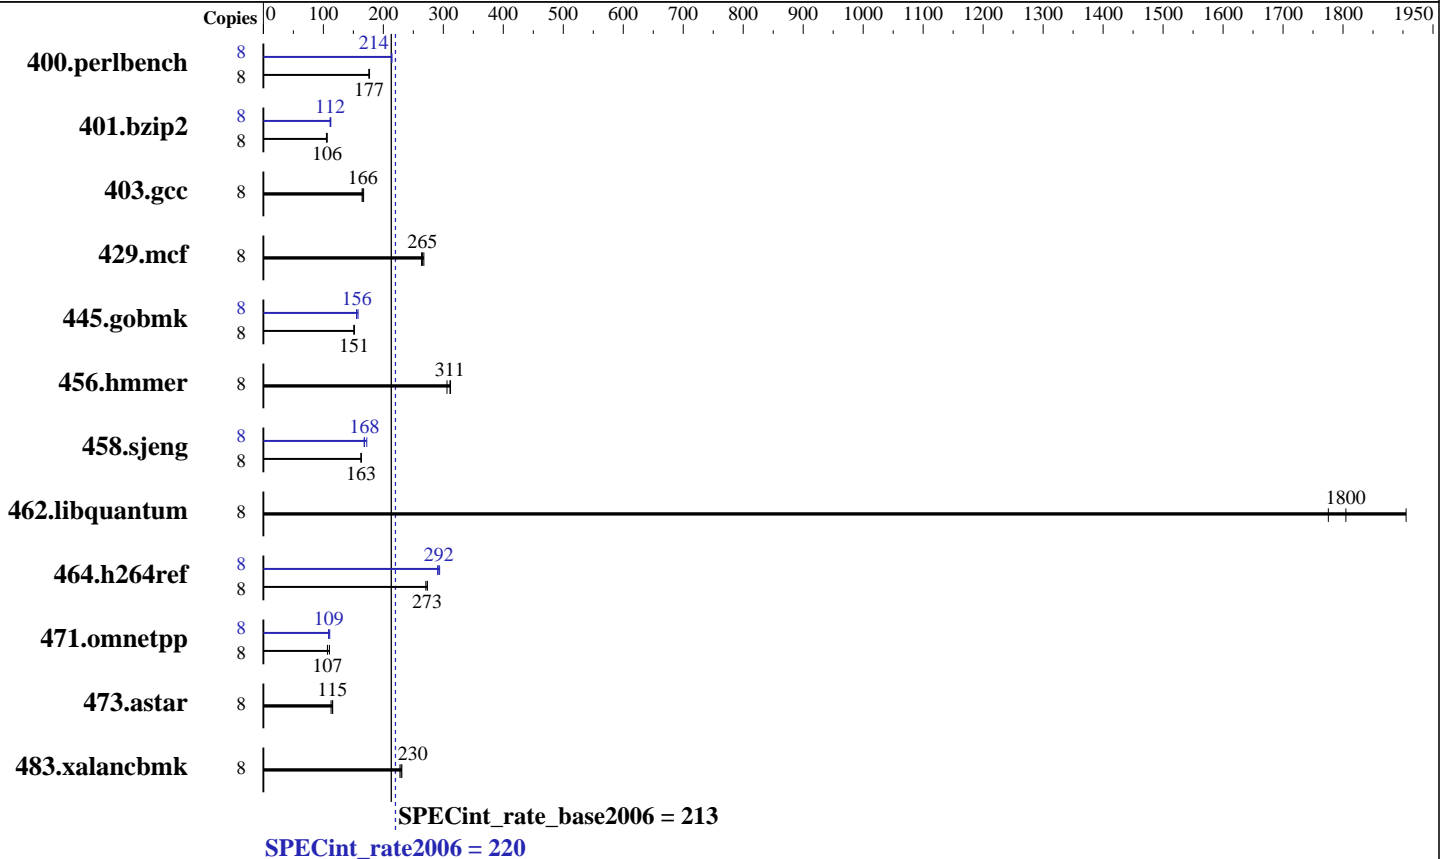 Copies 0 100 200 300 400 500 600 700 800 900 1000 1100 1200 1300 1400 1500 1600 1700 1800 1950
400.perlbench 8 214
8 177
401.bzip2 8 112
8 106
403.gcc 8 166
429.mcf 8 265
445.gobmk 8 156
8 151
456.hmmer 8 311
458.sjeng 8 168
8 163
462.libquantum 8 1800
464.h264ref 8 292
8 273
471.omnetpp 8 109
8 107
473.astar 8 115
483.xalancbmk 8 230
SPECint_rate_base2006 = 213
SPECint_rate2006 = 220